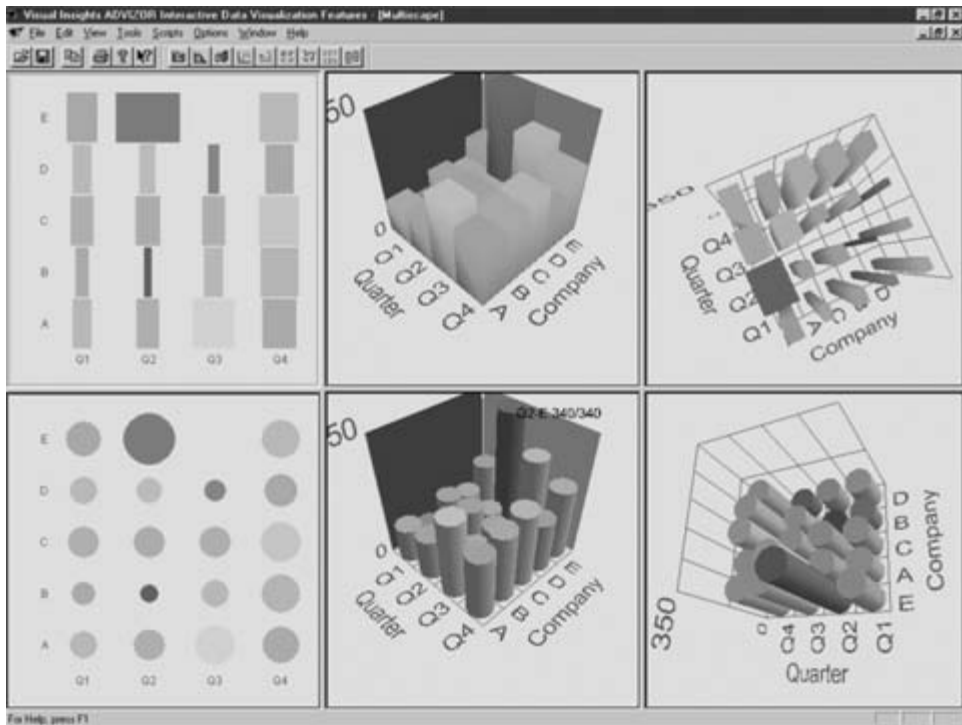 Visual Insights ADVIZOR Interactive Data Visualization Features - [Multiscape]
File Edit View Tools Scripts Options Window Help
E
D
C
B
A
Q1 Q2 Q3 Q4
50
0
Q1
Q2
Q3
Q4
Quarter
A
B
C
D
E
Company
350
Q4
Q3
Q2
Q1
Quarter
A
C
B
D
Company
E
D
C
B
A
Q1 Q2 Q3 Q4
Q2-E 340/340
50
0
Q1
Q2
Q3
Q4
Quarter
A
B
C
D
E
Company
D
B
C
A
E
Company
350
0
Q4
Q3
Q2
Q1
Quarter
For Help, press F1